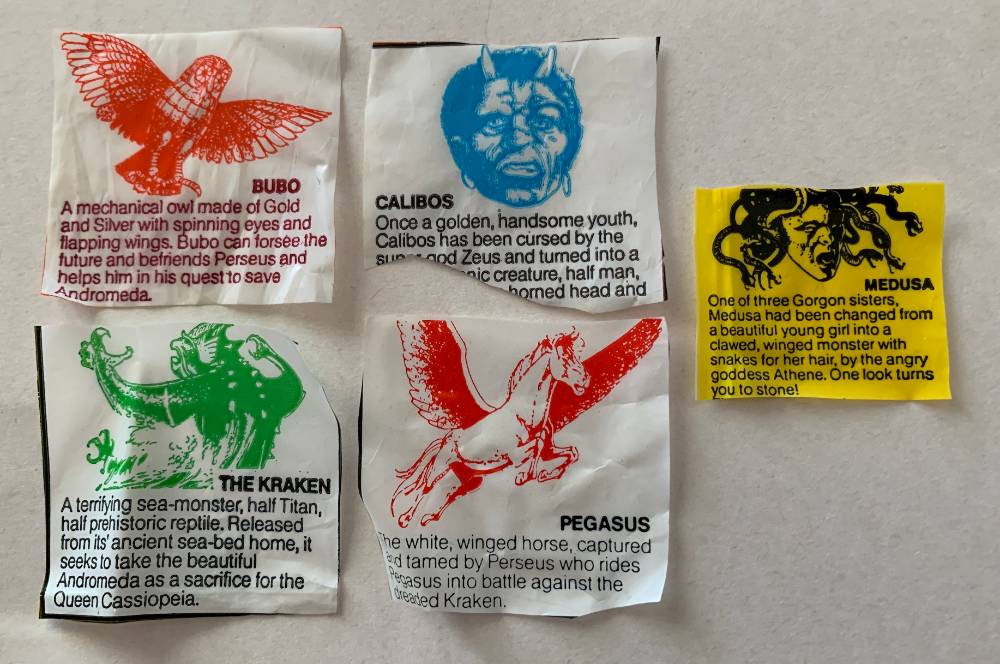 BUBO
A mechanical owl made of Gold
and Silver with spinning eyes and
flapping wings. Bubo can forsee the
future and befriends Perseus and
helps him in his quest to save
Andromeda.
CALIBOS
Once a golden, handsome youth,
Calibos has been cursed by the
god Zeus and turned into a
creature, half man,
horned head and
MEDUSA
One of three Gorgon sisters,
Medusa had been changed from
a beautiful young girl into a
clawed, winged monster with
snakes for her hair, by the angry
goddess Athene. One look turns
you to stone!
THE KRAKEN
A terrifying sea-monster, half Titan,
half prehistoric reptile. Released
from its' ancient sea-bed home, it
seeks to take the beautiful
Andromeda as a sacrifice for the
Queen Cassiopeia.
PEGASUS
The white, winged horse, captured
and tamed by Perseus who rides
Pegasus into battle against the
dreaded Kraken.